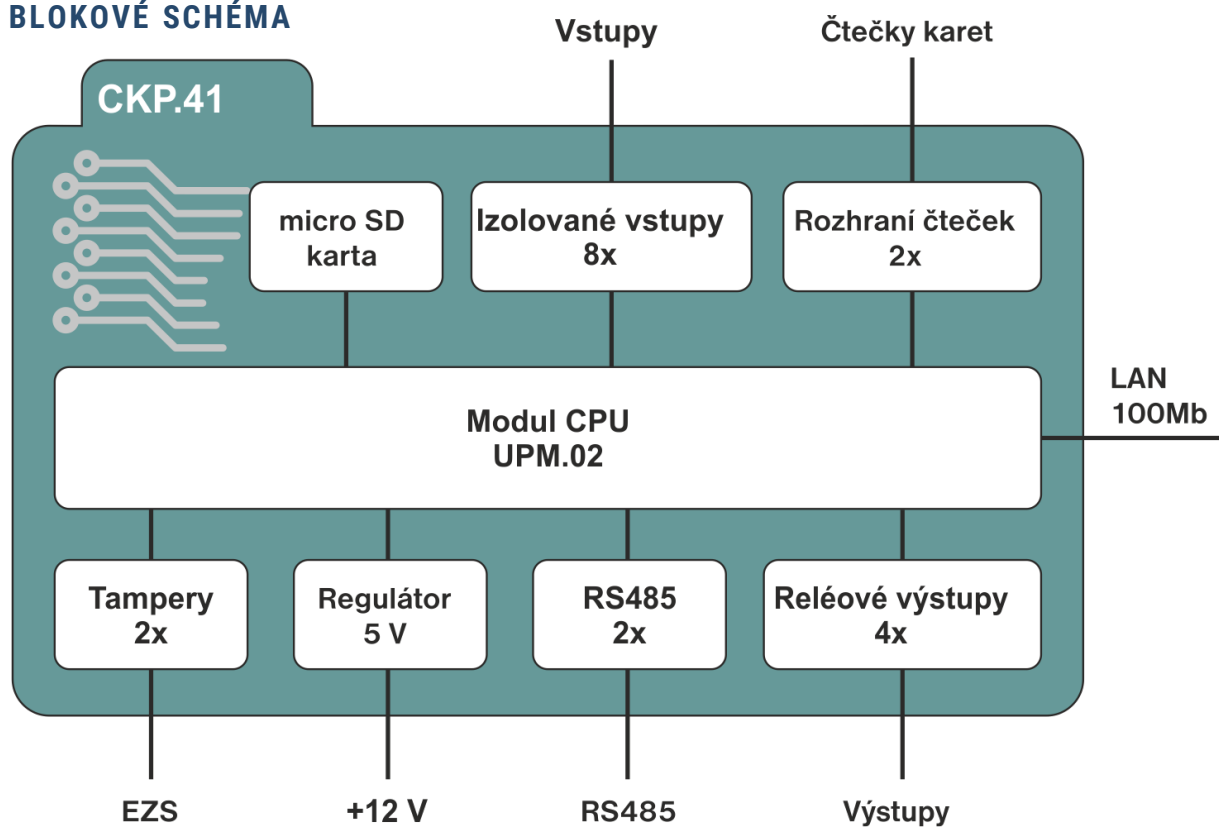 BLOKOVÉ SCHÉMA
Vstupy
Čtečky karet
CKP.41
micro SD
karta
Izolované vstupy
8x
Rozhraní čteček
2x
LAN
100Mb
Modul CPU
UPM.02
Tampery
2x
Regulátor
5 V
RS485
2x
Reléové výstupy
4x
EZS
+12 V
RS485
Výstupy